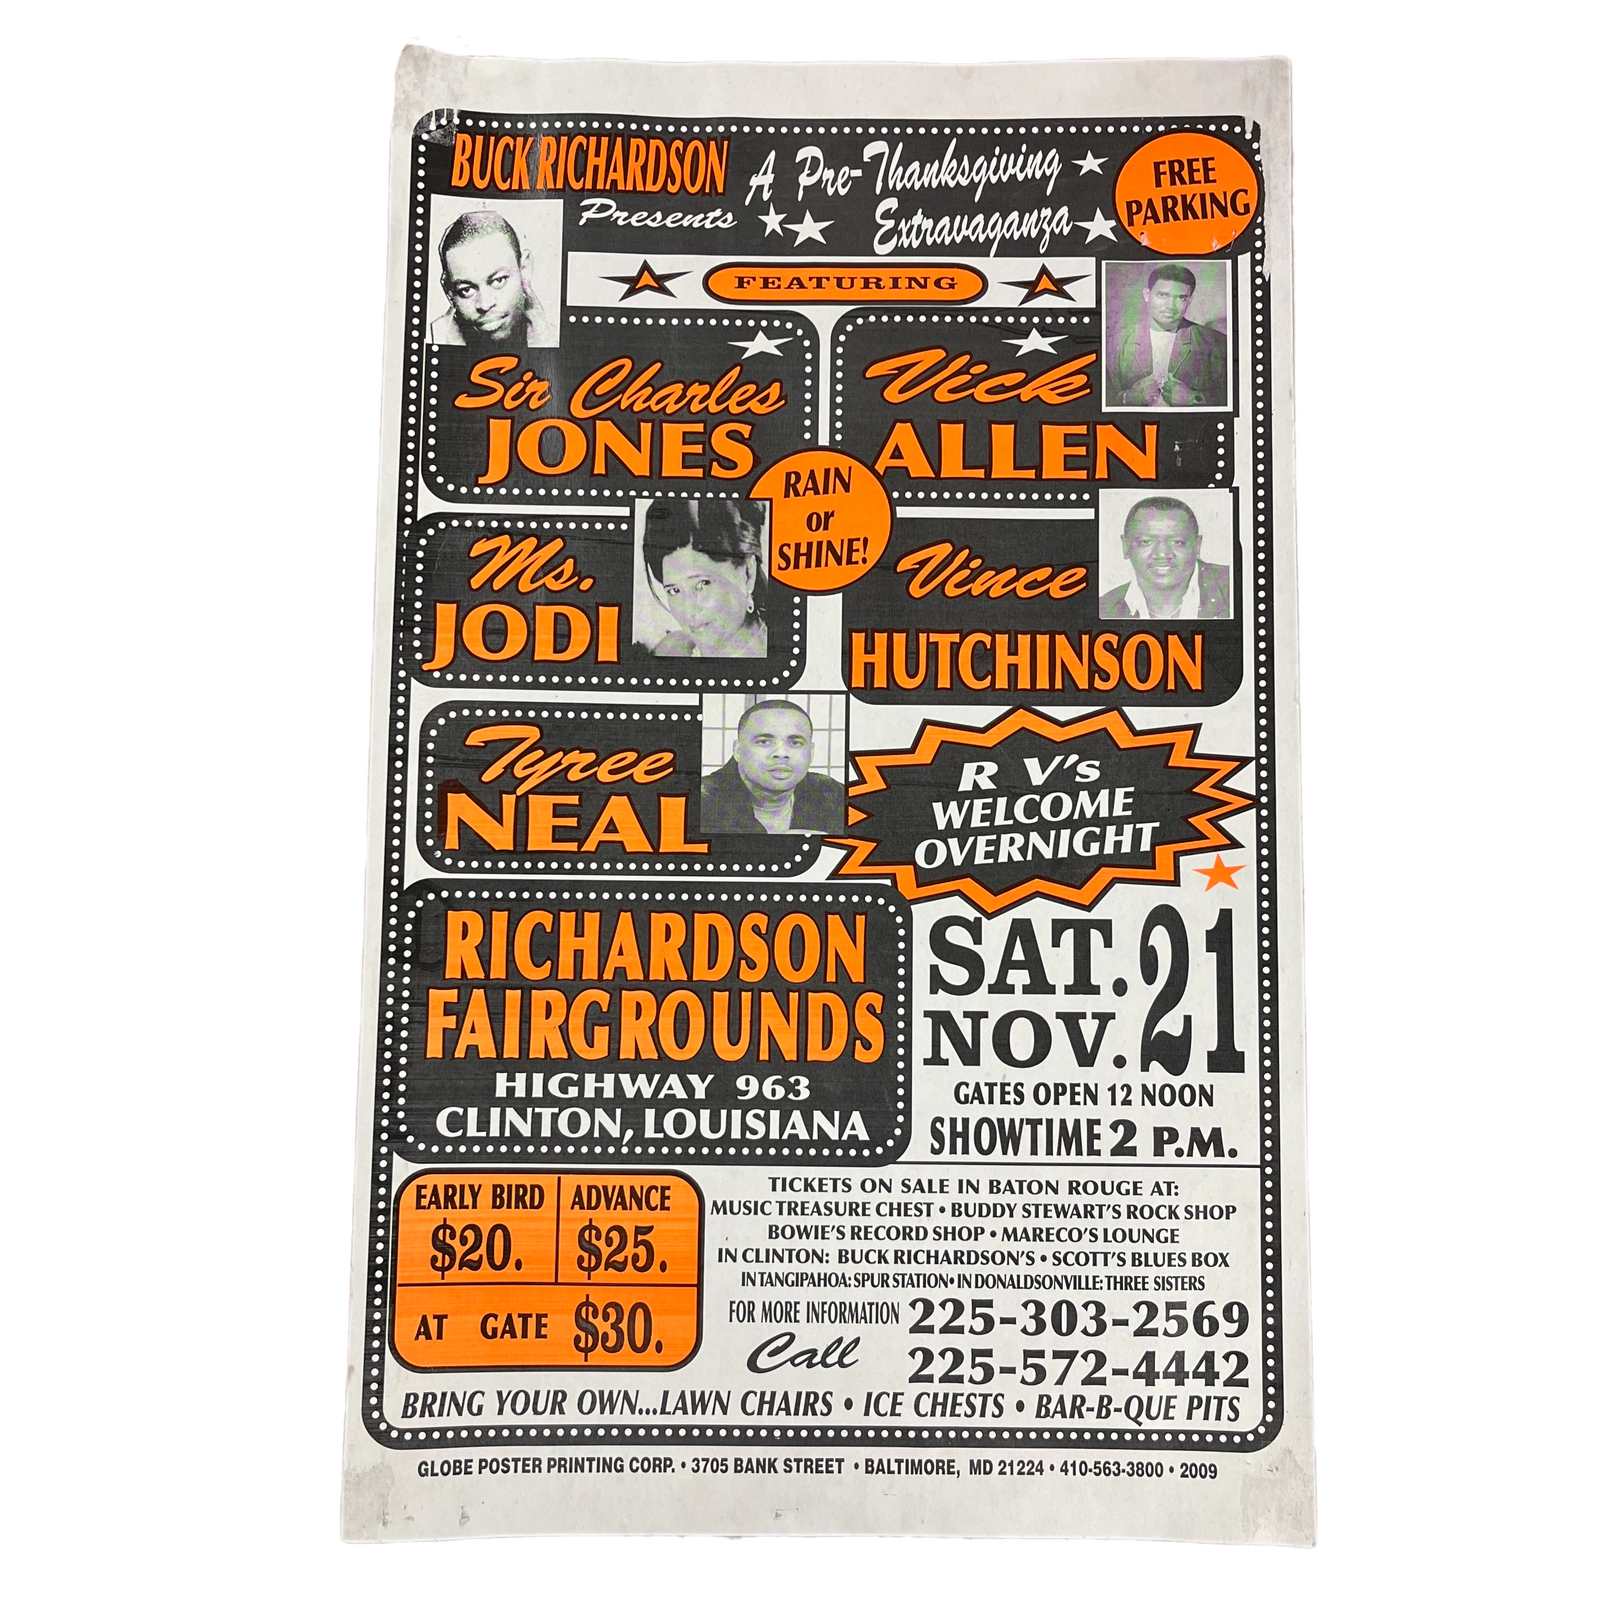 BUCK RICHARDSON
Presents
A Pre-Thanksgiving
Extravaganza
FREE
PARKING
FEATURING
Sir Charles
JONES
Vick
ALLEN
RAIN
or
SHINE!
Ms.
JODI
Vince
HUTCHINSON
Tyree
NEAL
R V's
WELCOME
OVERNIGHT
RICHARDSON
FAIRGROUNDS
HIGHWAY 963
CLINTON, LOUISIANA
SAT.
NOV. 21
GATES OPEN 12 NOON
SHOWTIME 2 P.M.
EARLY BIRD
$20.
ADVANCE
$25.
AT GATE $30.
TICKETS ON SALE IN BATON ROUGE AT:
MUSIC TREASURE CHEST • BUDDY STEWART'S ROCK SHOP
BOWIE'S RECORD SHOP • MARECO'S LOUNGE
IN CLINTON: BUCK RICHARDSON'S • SCOTT'S BLUES BOX
IN TANGIPAHOA: SPUR STATION • IN DONALDSONVILLE: THREE SISTERS
FOR MORE INFORMATION 225-303-2569
Call 225-572-4442
BRING YOUR OWN...LAWN CHAIRS • ICE CHESTS • BAR-B-QUE PITS
GLOBE POSTER PRINTING CORP. • 3705 BANK STREET • BALTIMORE, MD 21224 • 410-563-3800 • 2009